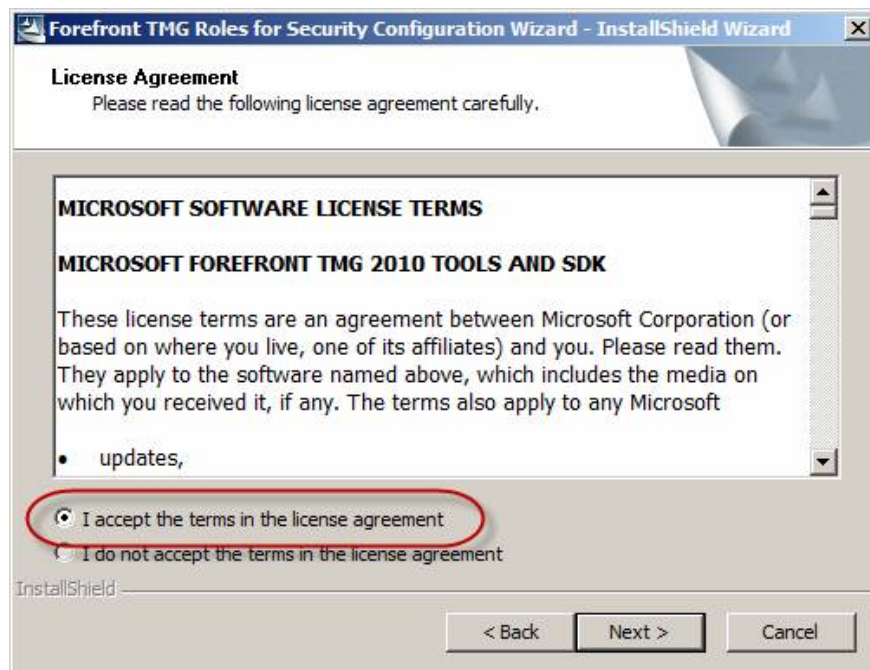 Forefront TMG Roles for Security Configuration Wizard - InstallShield Wizard
License Agreement
Please read the following license agreement carefully.
MICROSOFT SOFTWARE LICENSE TERMS
MICROSOFT FOREFRONT TMG 2010 TOOLS AND SDK
These license terms are an agreement between Microsoft Corporation (or
based on where you live, one of its affiliates) and you. Please read them.
They apply to the software named above, which includes the media on
which you received it, if any. The terms also apply to any Microsoft
• updates,
I accept the terms in the license agreement
I do not accept the terms in the license agreement
InstallShield
< Back Next > Cancel